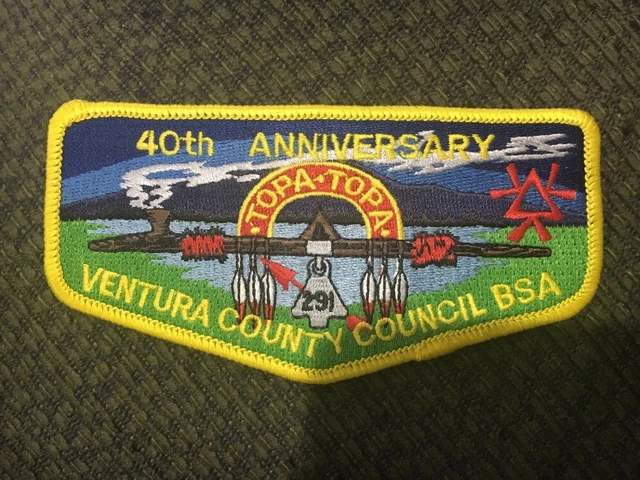 40th ANNIVERSARY
TOPA•TOPA
291
VENTURA COUNTY COUNCIL BSA